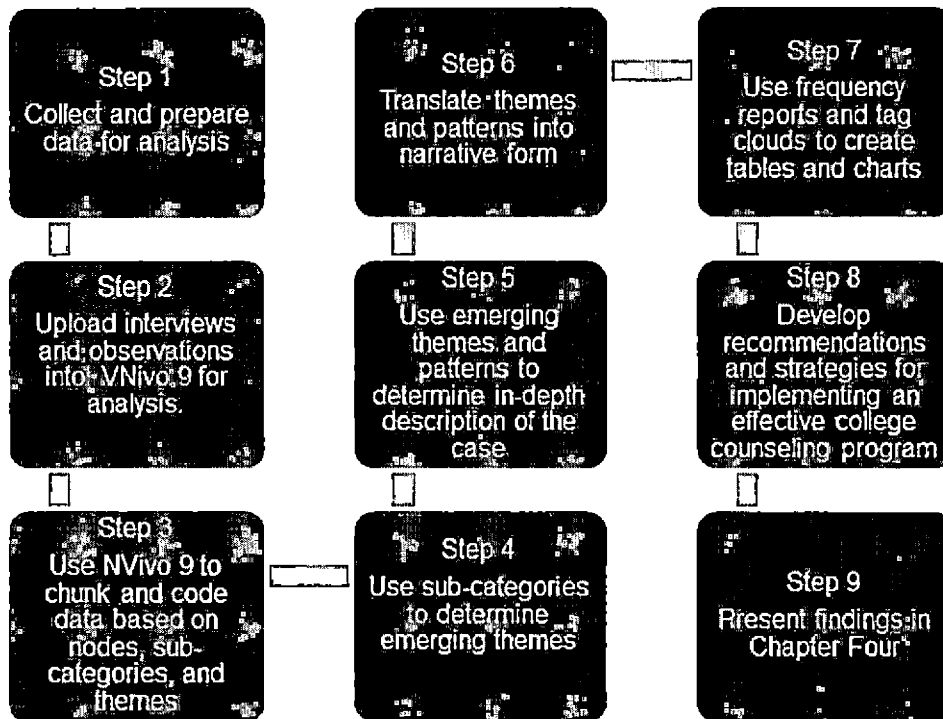 Step 1
Collect and prepare
data for analysis
Step 2
Upload interviews
and observations
into VNivo 9 for
analysis.
Step 3
Use NVivo 9 to
chunk and code
data based on
nodes, sub-
categories, and
themes
Step 4
Use sub-categories
to determine
emerging themes
Step 5
Use emerging
themes and
patterns to
determine in-depth
description of the
case
Step 6
Translate themes
and patterns into
narrative form
Step 7
Use frequency
reports and tag
clouds to create
tables and charts
Step 8
Develop
recommendations
and strategies for
implementing an
effective college
counseling program
Step 9
Present findings in
Chapter Four